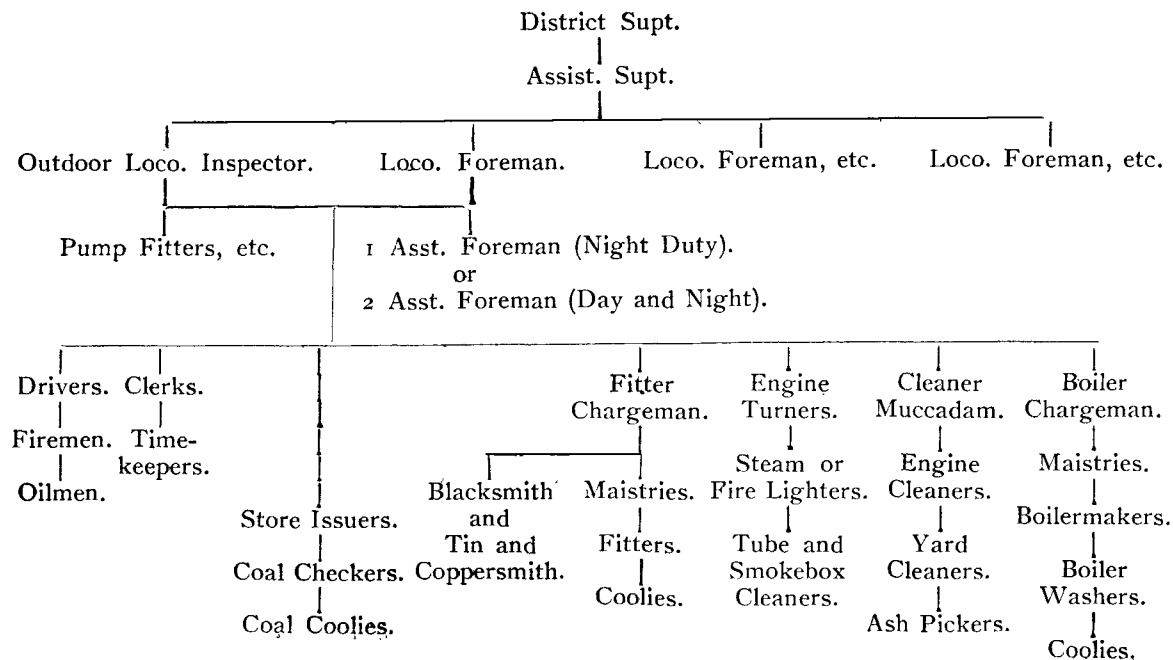 District Supt.
Assist. Supt.
Outdoor Loco. Inspector. Loco. Foreman. Loco. Foreman, etc. Loco. Foreman, etc.
Pump Fitters, etc.
1 Asst. Foreman (Night Duty).
or
2 Asst. Foreman (Day and Night).
Drivers.
Firemen.
Oilmen.
Clerks.
Time-
keepers.
Store Issuers.
Coal Checkers.
Coal Coolies.
Fitter
Chargeman.
Blacksmith
and
Tin and
Coppersmith.
Maistries.
Fitters.
Coolies.
Engine
Turners.
Steam or
Fire Lighters.
Tube and
Smokebox
Cleaners.
Cleaner
Muccadam.
Engine
Cleaners.
Yard
Cleaners.
Ash Pickers.
Boiler
Chargeman.
Maistries.
Boilermakers.
Boiler
Washers.
Coolies.